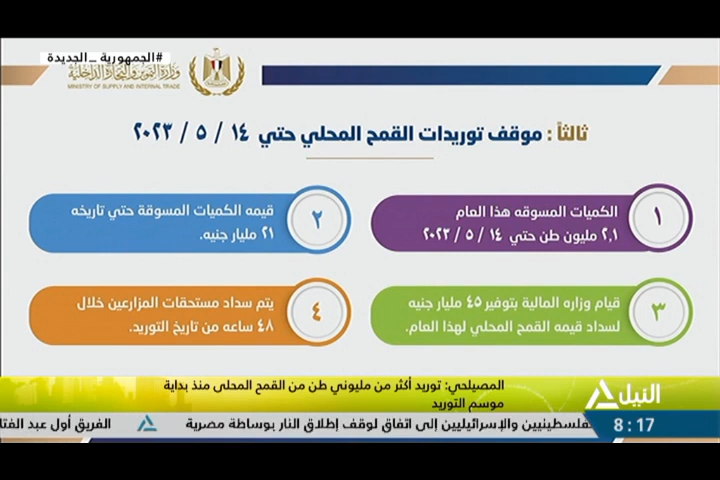 #الجمهورية _الجديدة
وزارة التموين والتجارة الداخلية
MINISTRY OF SUPPLY AND INTERNAL TRADE
ثالثاً : موقف توريدات القمح المحلي حتي ١٤ / ٥ / ٢٠٢٣
١
الكميات المسوقه هذا العام
٢,١ مليون طن حتي ١٤ / ٥ / ٢٠٢٣
٢
قيمه الكميات المسوقة حتي تاريخه
٢١ مليار جنيه.
٣
قيام وزاره المالية بتوفير ٤٥ مليار جنيه
لسداد قيمه القمح المحلي لهذا العام.
٤
يتم سداد مستحقات المزارعين خلال
٤٨ ساعه من تاريخ التوريد.
المصيلحي: توريد أكثر من مليوني طن من القمح المحلى منذ بداية
موسم التوريد
النيل
8:17
لفلسطينيين والإسرائيليين إلى اتفاق لوقف إطلاق النار بوساطة مصرية
الفريق أول عبد الفتا